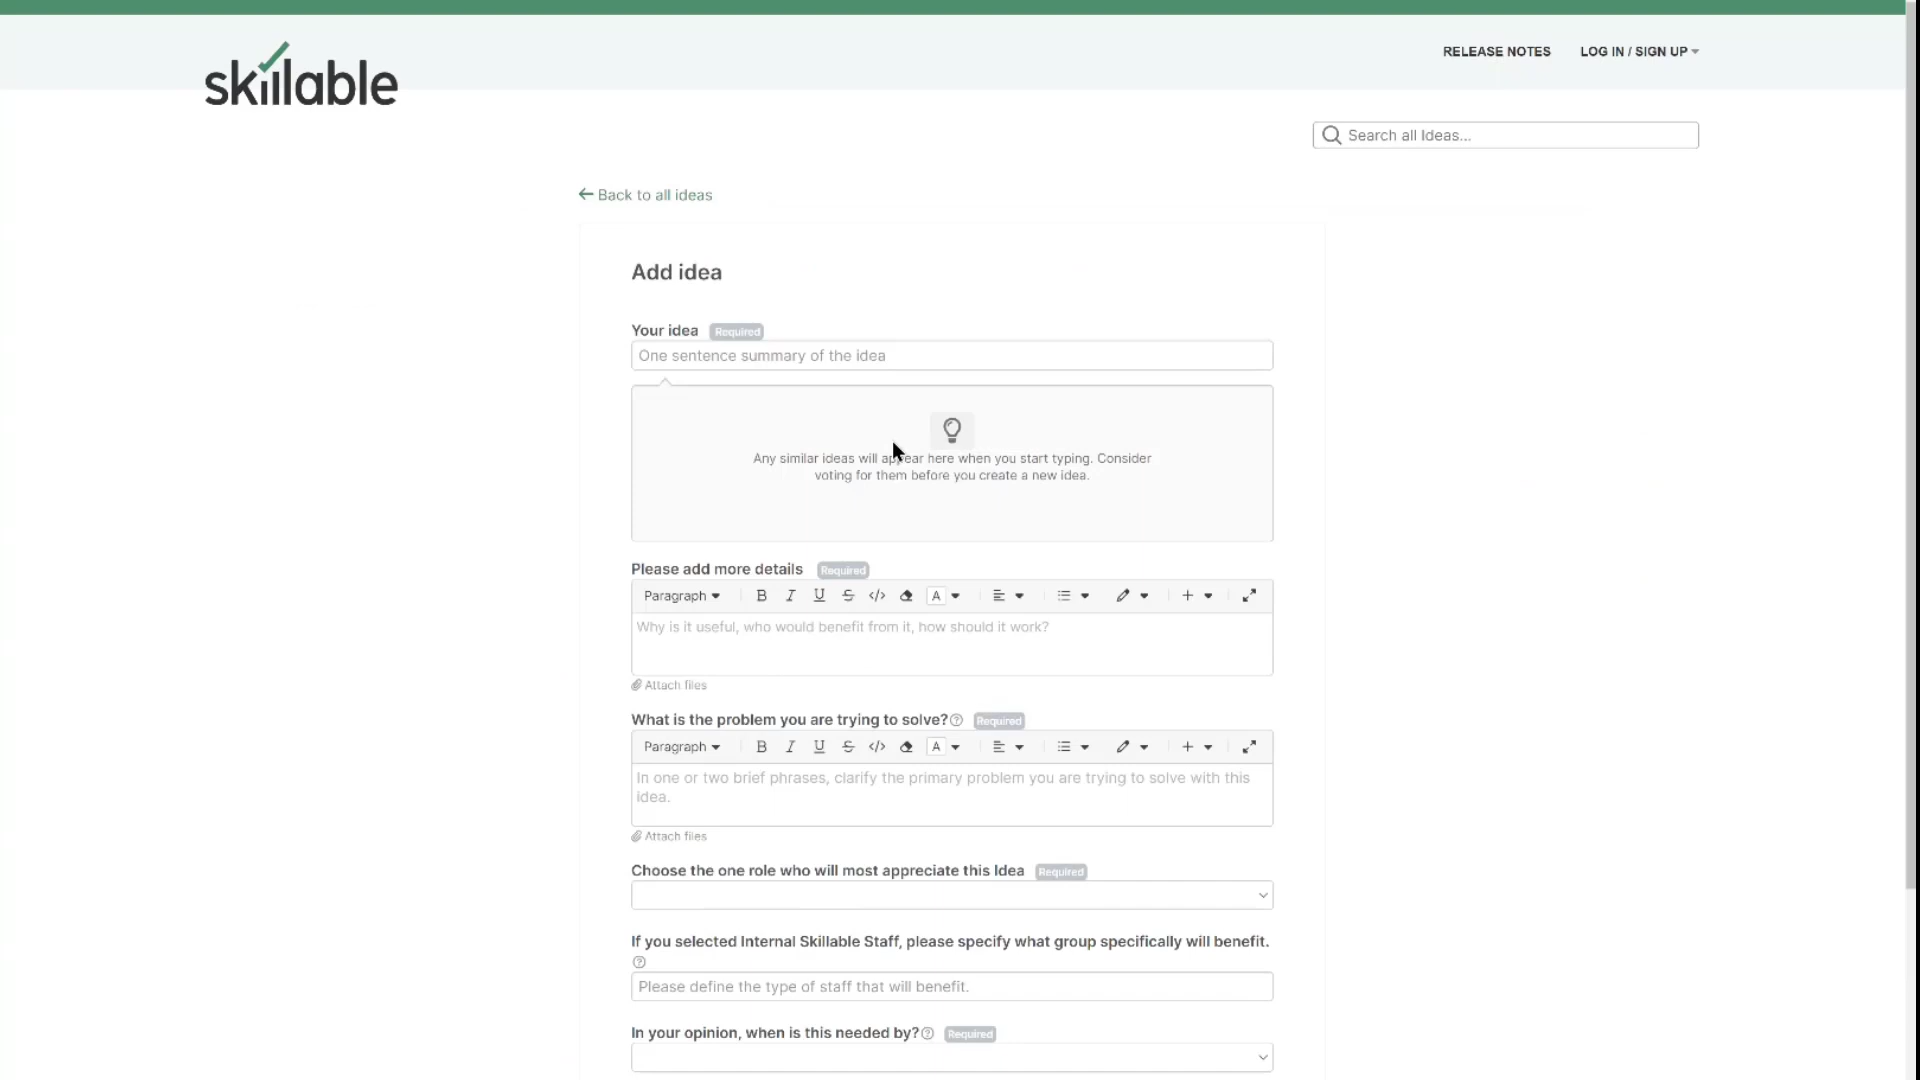 skillable
RELEASE NOTES
LOG IN / SIGN UP
Search all Ideas...
Back to all ideas
Add idea
Your idea Required
One sentence summary of the idea
Any similar ideas will appear here when you start typing. Consider
voting for them before you create a new idea.
Please add more details Required
Paragraph B I U S </> A
Why is it useful, who would benefit from it, how should it work?
Attach files
What is the problem you are trying to solve? Required
Paragraph B I U S </> A
In one or two brief phrases, clarify the primary problem you are trying to solve with this
idea.
Attach files
Choose the one role who will most appreciate this Idea Required
If you selected Internal Skillable Staff, please specify what group specifically will benefit.
Please define the type of staff that will benefit.
In your opinion, when is this needed by? Required